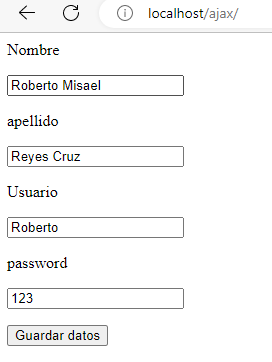 localhost/ajax/
Nombre
Roberto Misael
apellido
Reyes Cruz
Usuario
Roberto
password
123
Guardar datos